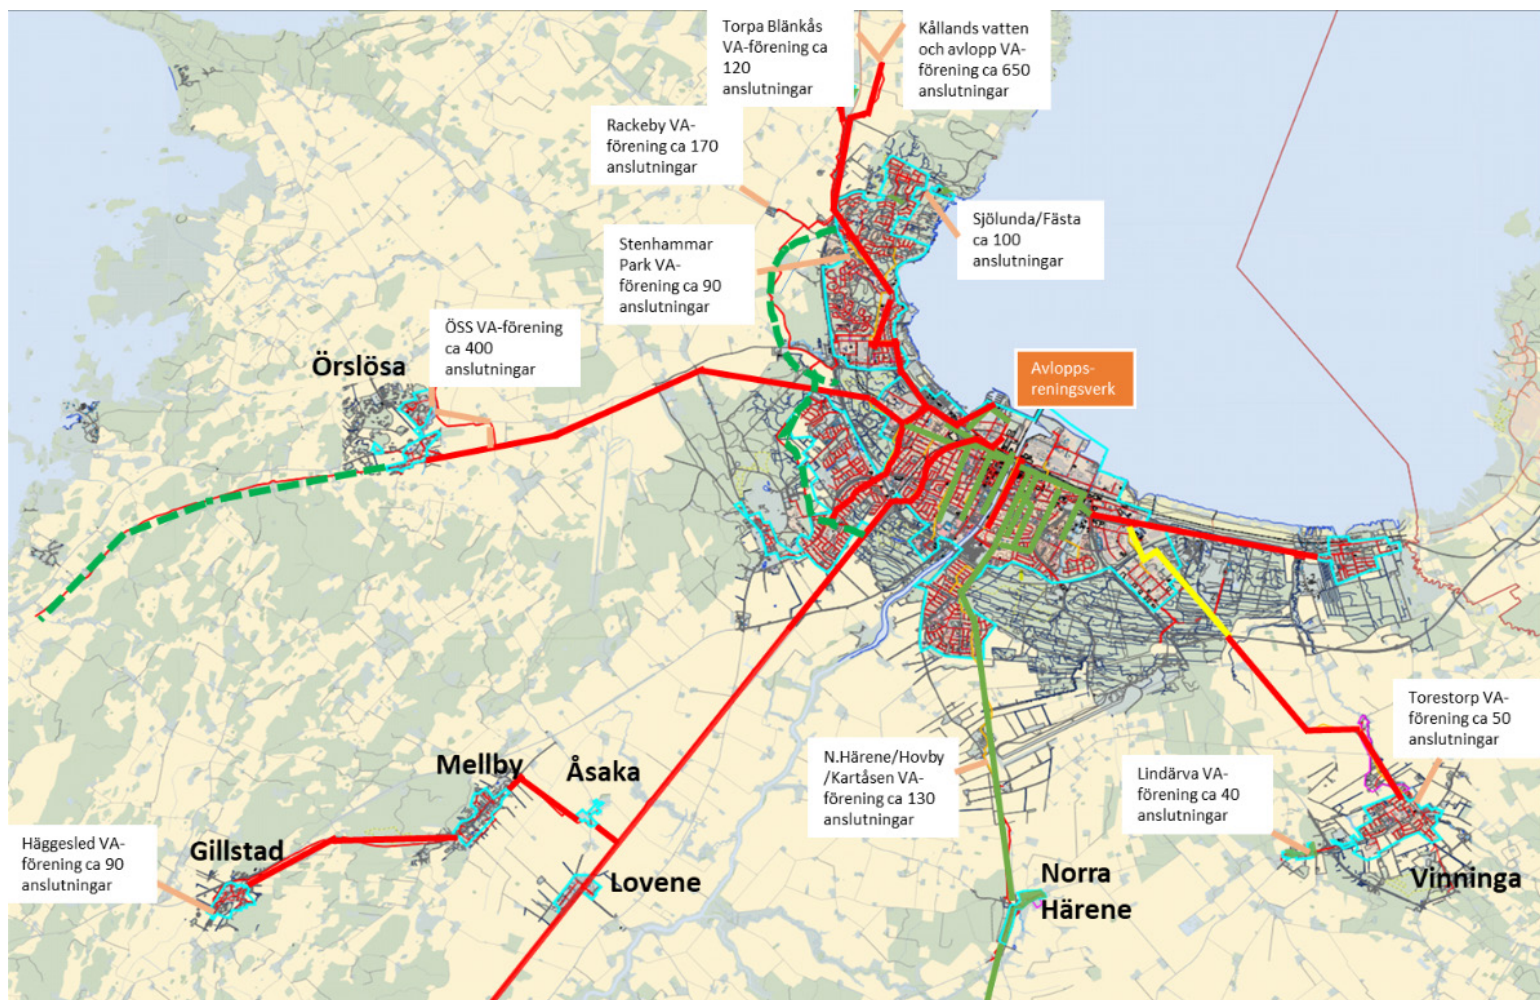 Torpa Blänkås
VA-förening ca
120
anslutningar
Kållands vatten
och avlopp VA-
förening ca 650
anslutningar
Rackeby VA-
förening ca 170
anslutningar
Sjölunda/Fästa
ca 100
anslutningar
Stenhammar
Park VA-
förening ca 90
anslutningar
ÖSS VA-förening
ca 400
anslutningar
Örslösa
Avlopps-
reningsverk
Mellby
Åsaka
N.Härene/Hovby
/Kartåsen VA-
förening ca 130
anslutningar
Torestorp VA-
förening ca 50
anslutningar
Lindärva VA-
förening ca 40
anslutningar
Häggesled VA-
förening ca 90
anslutningar
Gillstad
Lovene
Norra
Härene
Vinninga